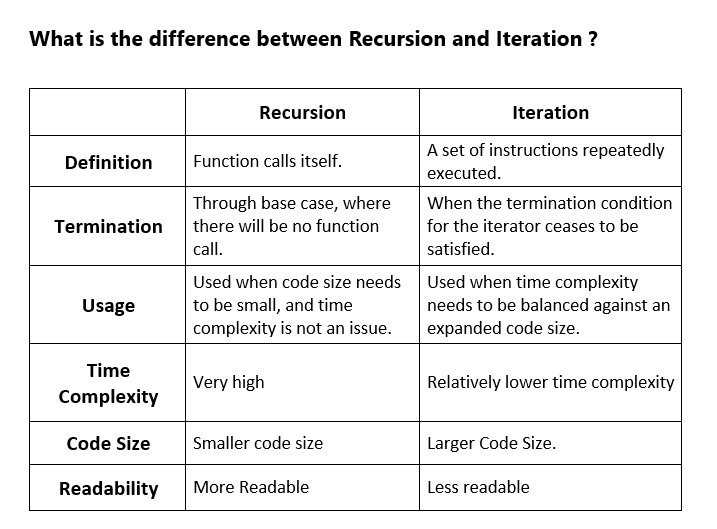 What is the difference between Recursion and Iteration ?
Recursion
Iteration
Definition
Function calls itself.
A set of instructions repeatedly
executed.
Termination
Through base case, where
there will be no function
call.
When the termination condition
for the iterator ceases to be
satisfied.
Usage
Used when code size needs
to be small, and time
complexity is not an issue.
Used when time complexity
needs to be balanced against an
expanded code size.
Time
Complexity
Very high
Relatively lower time complexity
Code Size
Smaller code size
Larger Code Size.
Readability
More Readable
Less readable